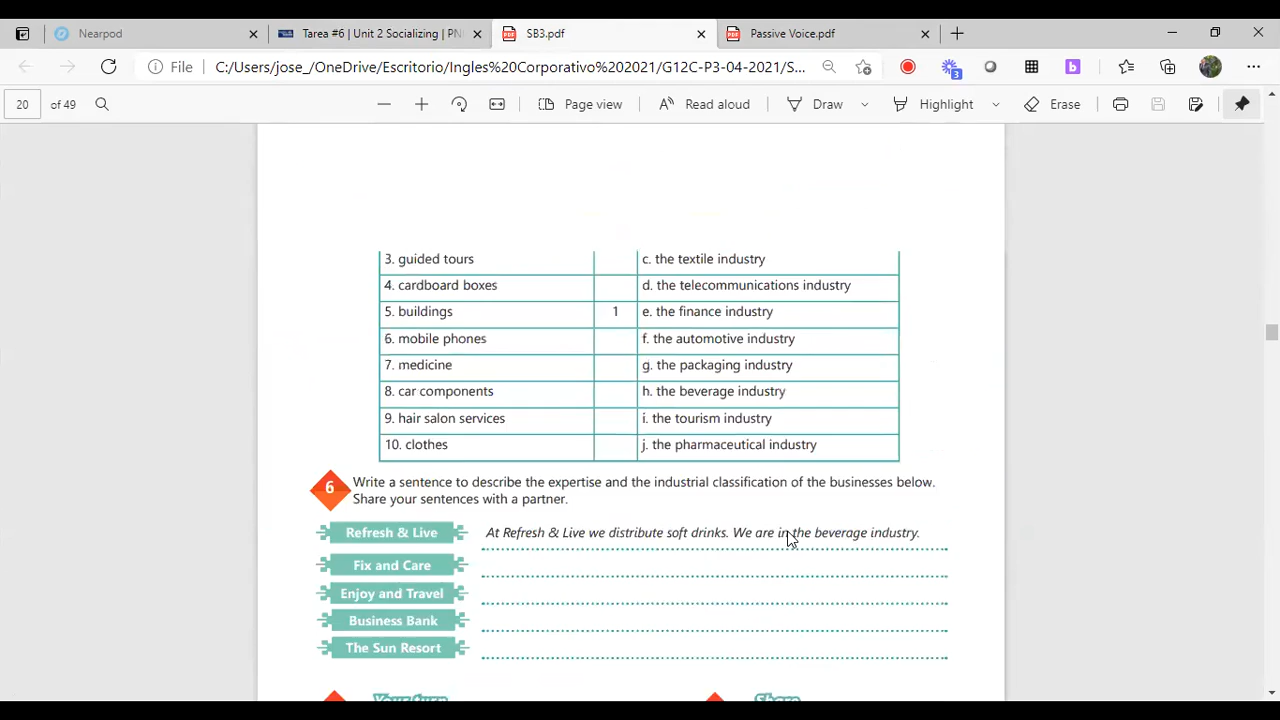 Nearpod
Tarea #6 | Unit 2 Socializing | PN
SB3.pdf
Passive Voice.pdf
File
C:/Users/jose_/OneDrive/Escritorio/Ingles%20Corporativo%202021/G12C-P3-04-2021/S...
3
b
20 of 49
Page view
Read aloud
Draw
Highlight
Erase
3. guided tours c. the textile industry
4. cardboard boxes d. the telecommunications industry
5. buildings 1 e. the finance industry
6. mobile phones f. the automotive industry
7. medicine g. the packaging industry
8. car components h. the beverage industry
9. hair salon services i. the tourism industry
10. clothes j. the pharmaceutical industry
6 Write a sentence to describe the expertise and the industrial classification of the businesses below.
Share your sentences with a partner.
Refresh & Live At Refresh & Live we distribute soft drinks. We are in the beverage industry.
Fix and Care
Enjoy and Travel
Business Bank
The Sun Resort